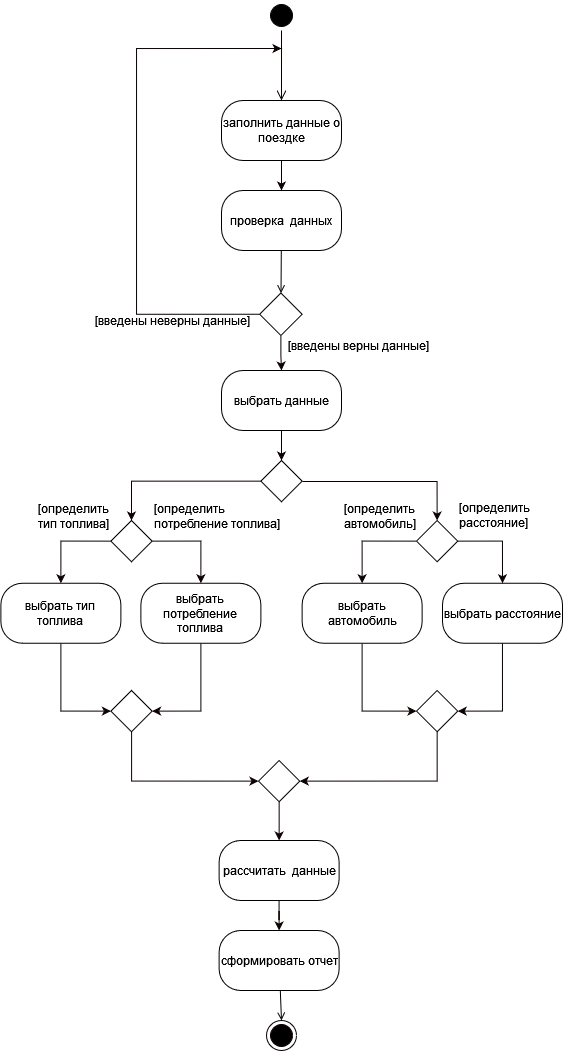 заполнить данные о
поездке
проверка данных
[введены неверны данные]
[введены верны данные]
выбрать данные
[определить
тип топлива]
[определить
потребление топлива]
[определить
автомобиль]
[определить
расстояние]
выбрать тип
топлива
выбрать
потребление
топлива
выбрать
автомобиль
выбрать расстояние
рассчитать данные
сформировать отчет